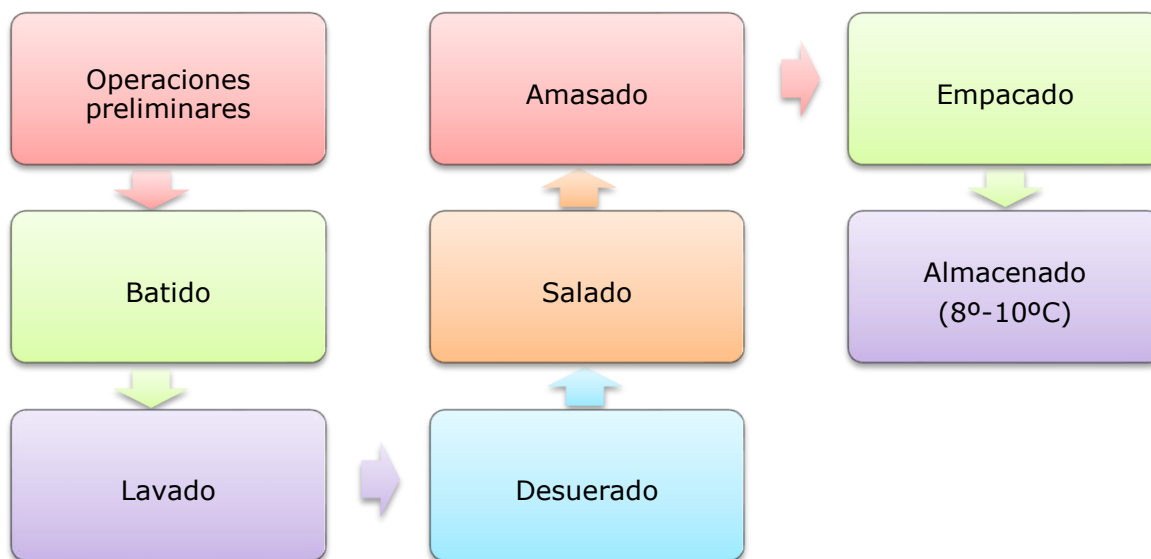 Operaciones
preliminares
Batido
Lavado
Desuerado
Salado
Amasado
Empacado
Almacenado
(8º-10ºC)